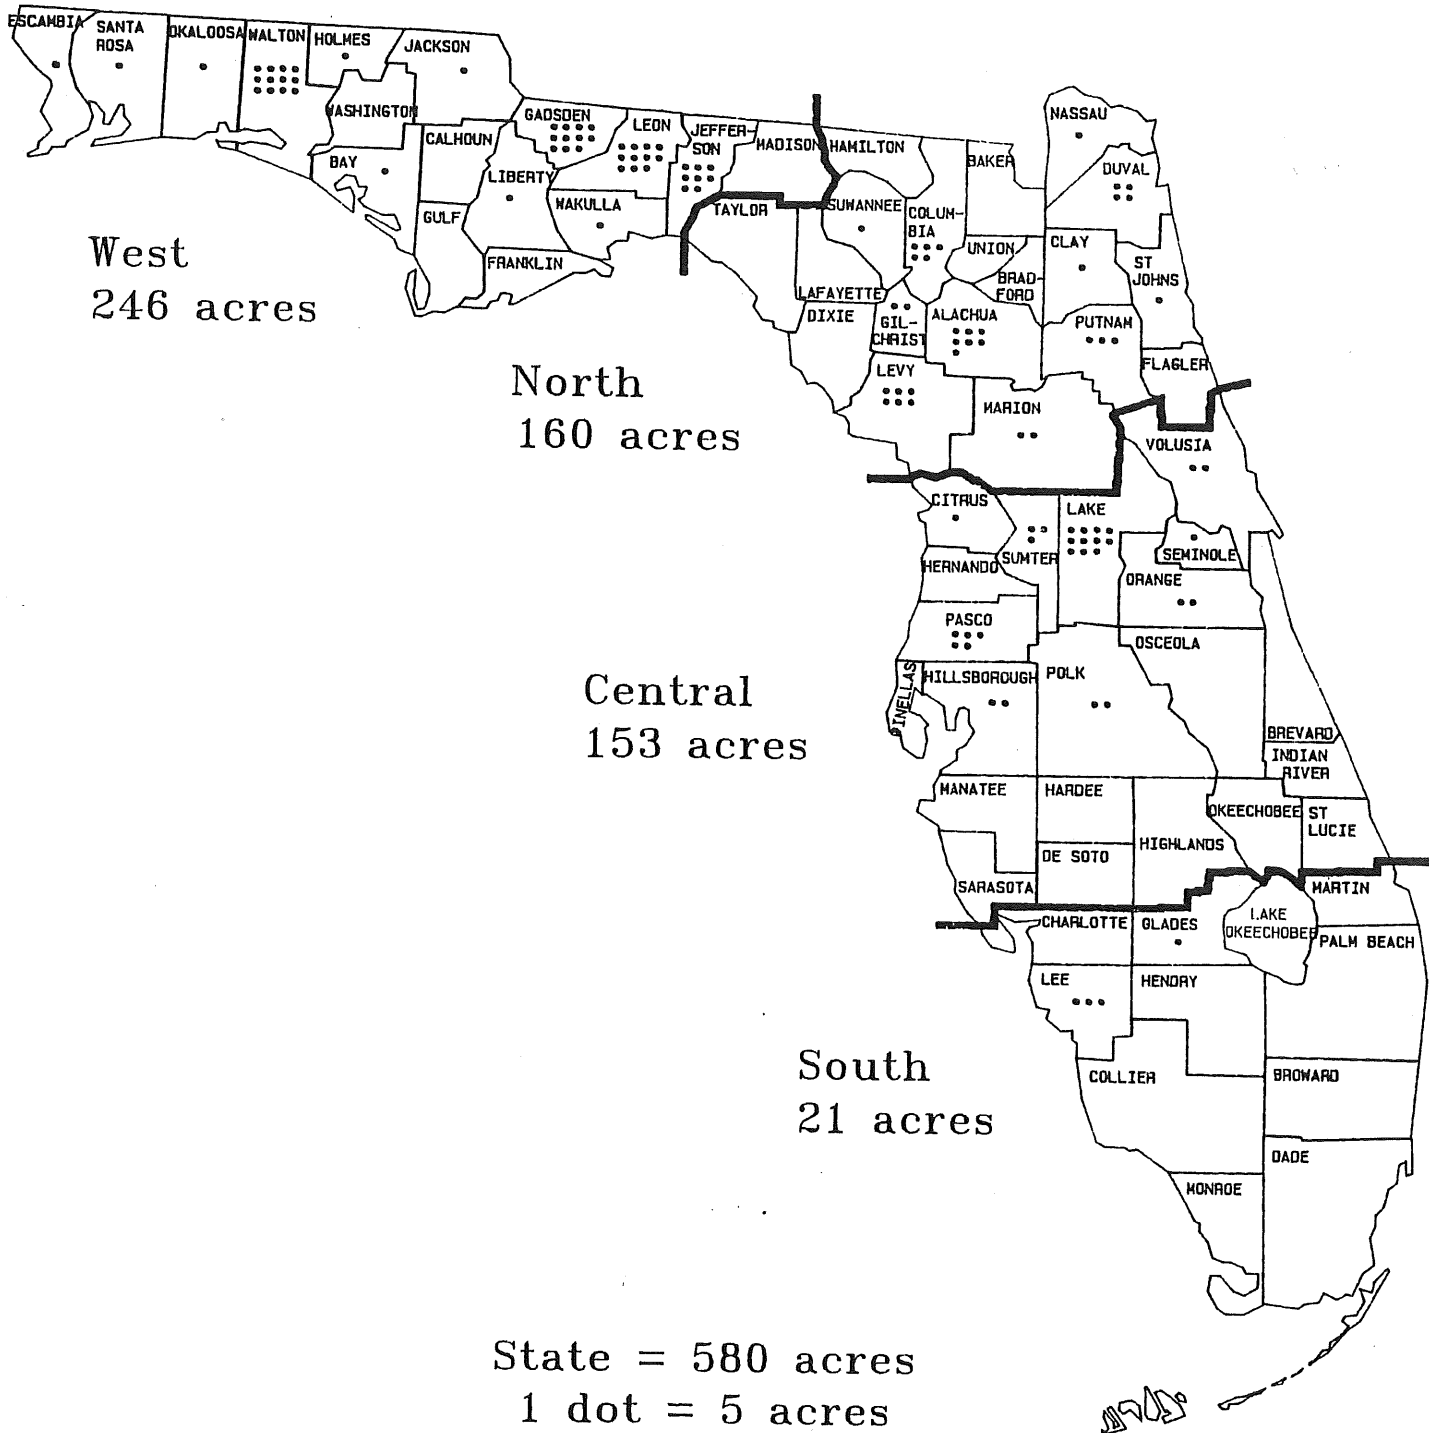 ESCAMBIA
SANTA
ROSA
OKALOOSA
WALTON
HOLMES
JACKSON
WASHINGTON
BAY
CALHOUN
GULF
GADSDEN
LIBERTY
FRANKLIN
LEON
WAKULLA
JEFFER-
SON
MADISON
TAYLOR
HAMILTON
SUWANNEE
LAFAYETTE
DIXIE
COLUM-
BIA
BAKER
NASSAU
DUVAL
UNION
BRAD-
FORD
CLAY
ST
JOHNS
GIL-
CHRIST
ALACHUA
PUTNAM
FLAGLER
LEVY
MARION
VOLUSIA
West
246 acres
North
160 acres
CITRUS
LAKE
SUMTER
HERNANDO
SEMINOLE
ORANGE
PASCO
OSCEOLA
PINELLAS
HILLSBOROUGH
POLK
BREVARD
INDIAN
RIVER
Central
153 acres
MANATEE
HARDEE
OKEECHOBEE
ST
LUCIE
DE SOTO
HIGHLANDS
SARASOTA
MARTIN
CHARLOTTE
GLADES
LAKE
OKEECHOBEE
PALM BEACH
LEE
HENDRY
COLLIER
BROWARD
DADE
MONROE
South
21 acres
State = 580 acres
1 dot = 5 acres